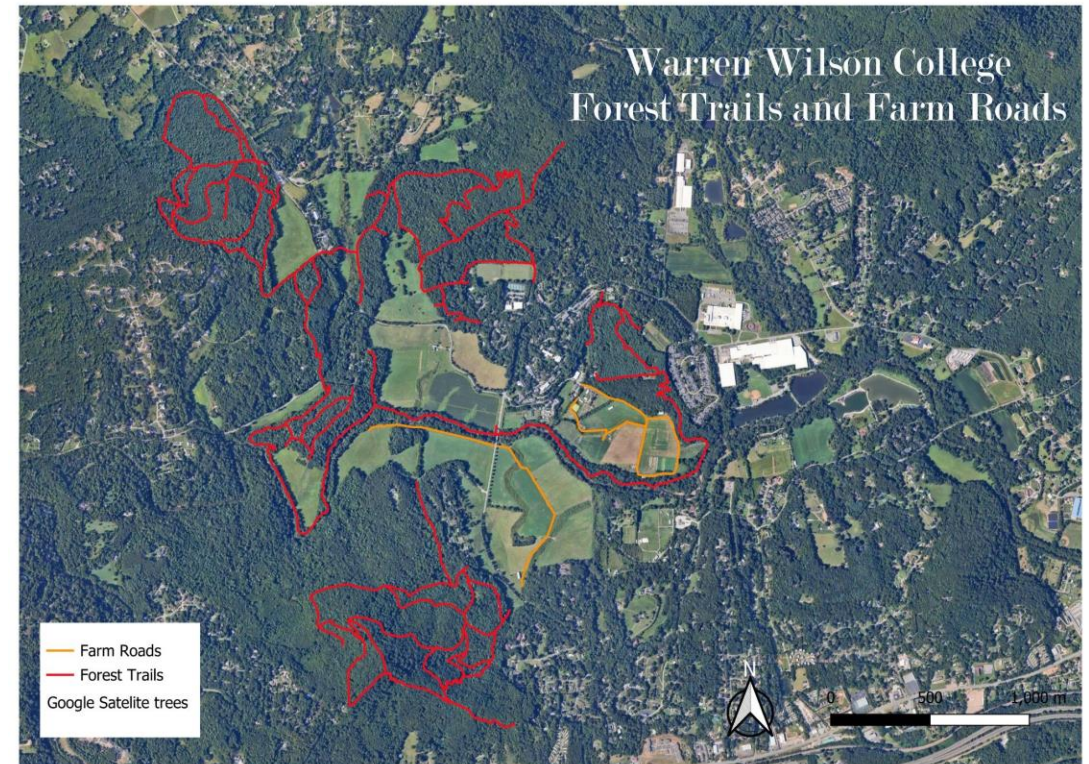 Warren Wilson College
Forest Trails and Farm Roads
Farm Roads
Forest Trails
Google Satelite trees
N
0 500 1,000 m